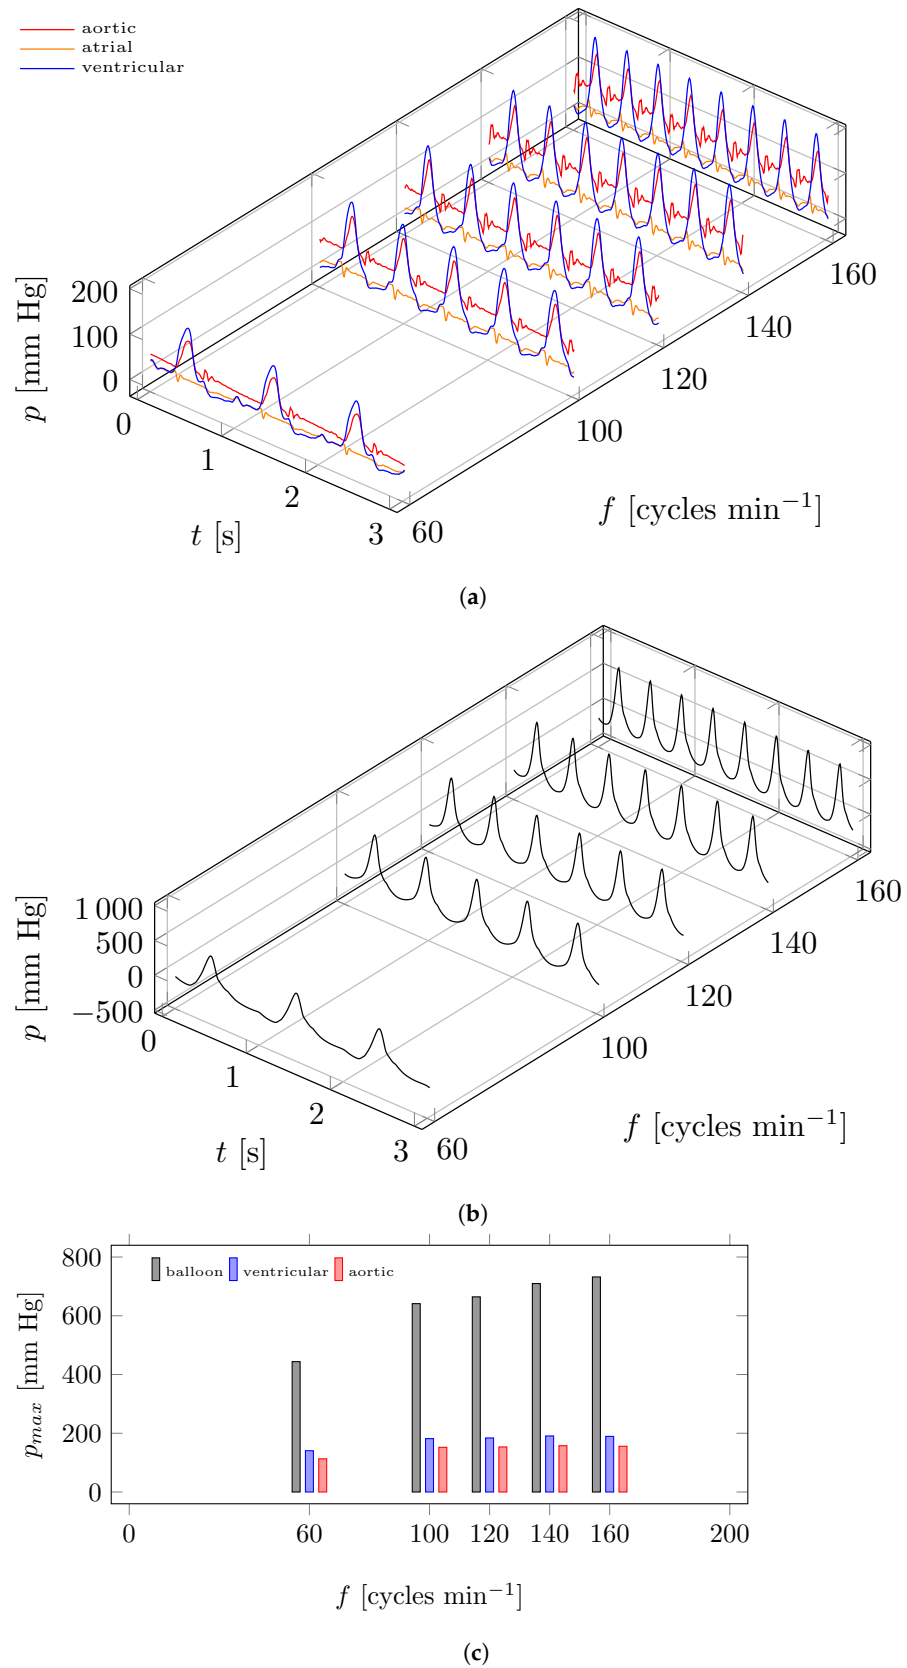 aortic
atrial
ventricular
200
100
0
p [mm Hg]
0
1
2
3
t [s]
60
100
120
140
160
f [cycles min−1]
(a)
1 000
500
0
−500
p [mm Hg]
0
1
2
3
t [s]
60
100
120
140
160
f [cycles min−1]
(b)
balloon ventricular aortic
800
600
400
200
0
pmax [mm Hg]
0 60 100 120 140 160 200
f [cycles min−1]
(c)